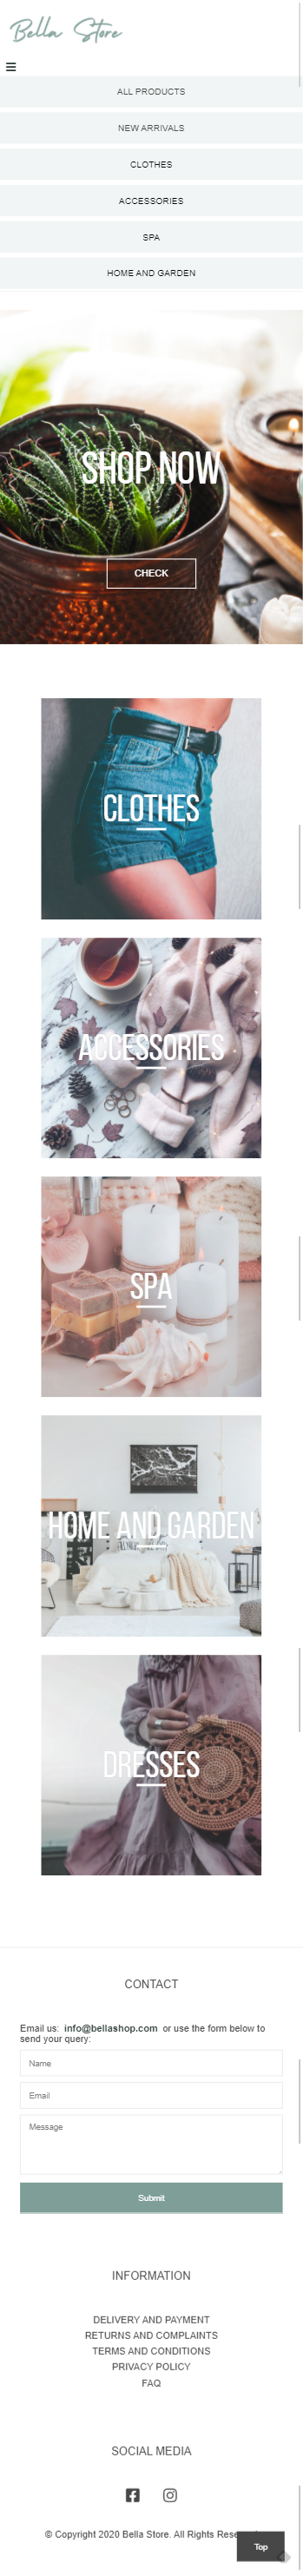 Bella Store
ALL PRODUCTS
NEW ARRIVALS
CLOTHES
ACCESSORIES
SPA
HOME AND GARDEN
SHOP NOW
CHECK
CLOTHES
ACCESSORIES
SPA
HOME AND GARDEN
DRESSES
CONTACT
Email us: info@bellashop.com or use the form below to
send your query:
Name
Email
Message
Submit
INFORMATION
DELIVERY AND PAYMENT
RETURNS AND COMPLAINTS
TERMS AND CONDITIONS
PRIVACY POLICY
FAQ
SOCIAL MEDIA
© Copyright 2020 Bella Store. All Rights
Top